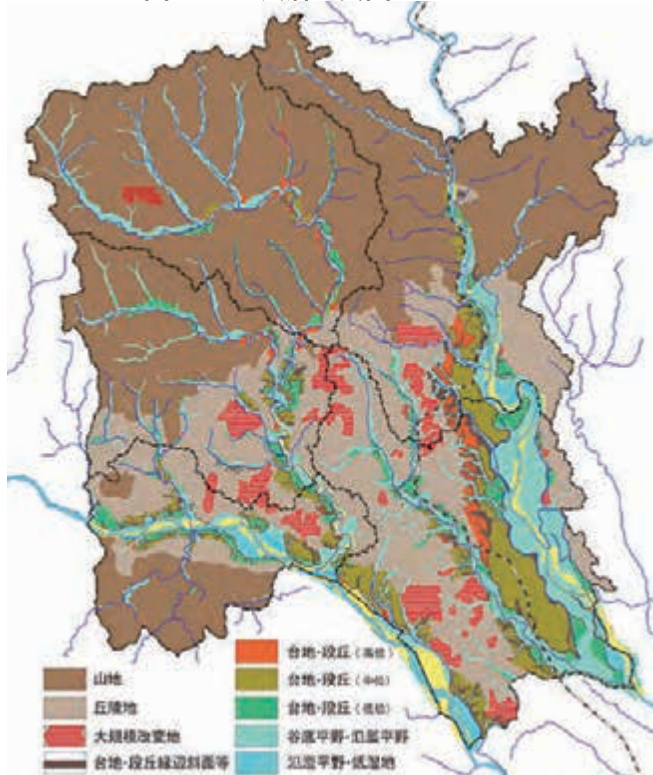 山地
丘陵地
大規模改変地
台地・段丘縁辺斜面等
台地・段丘（高位）
台地・段丘（中位）
台地・段丘（低位）
谷底平野・氾濫平野
氾濫平野・低湿地